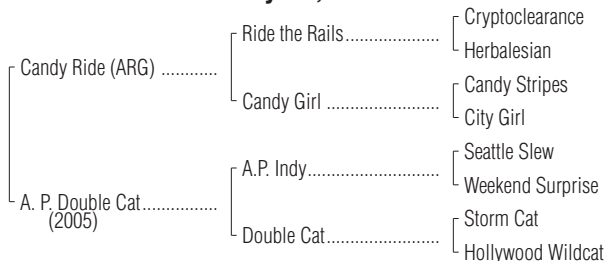 Cryptoclearance
Ride the Rails....................
Herbalesian
Candy Ride (ARG) ............
Candy Stripes
Candy Girl ........................
City Girl
Seattle Slew
A.P. Indy............................
Weekend Surprise
A. P. Double Cat................
(2005)
Storm Cat
Double Cat........................
Hollywood Wildcat